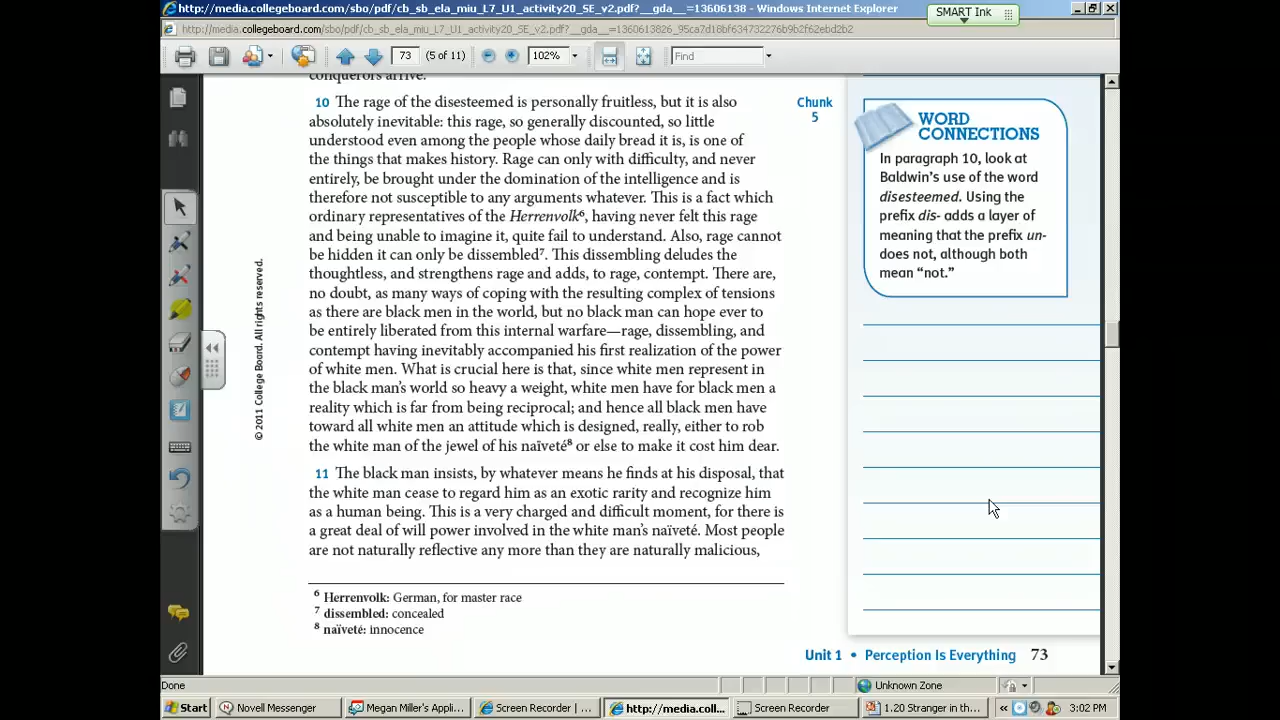 http://media.collegeboard.com/sbo/pdf/cb_sb_ela_miu_L7_U1_activity20_SE_v2.pdf?__gda__=13606138 - Windows Internet Explorer
SMART Ink
http://media.collegeboard.com/sbo/pdf/cb_sb_ela_miu_L7_U1_activity20_SE_v2.pdf?__gda__=1360613826_95ca7d18bf634732276b9b2f62ebd2b2
73 (5 of 11) 102% Find
conquerors arrive.
10 The rage of the disesteemed is personally fruitless, but it is also
absolutely inevitable: this rage, so generally discounted, so little
understood even among the people whose daily bread it is, is one of
the things that makes history. Rage can only with difficulty, and never
entirely, be brought under the domination of the intelligence and is
therefore not susceptible to any arguments whatever. This is a fact which
ordinary representatives of the Herrenvolk6, having never felt this rage
and being unable to imagine it, quite fail to understand. Also, rage cannot
be hidden it can only be dissembled7. This dissembling deludes the
thoughtless, and strengthens rage and adds, to rage, contempt. There are,
no doubt, as many ways of coping with the resulting complex of tensions
as there are black men in the world, but no black man can hope ever to
be entirely liberated from this internal warfare—rage, dissembling, and
contempt having inevitably accompanied his first realization of the power
of white men. What is crucial here is that, since white men represent in
the black man's world so heavy a weight, white men have for black men a
reality which is far from being reciprocal; and hence all black men have
toward all white men an attitude which is designed, really, either to rob
the white man of the jewel of his naïveté8 or else to make it cost him dear.
11 The black man insists, by whatever means he finds at his disposal, that
the white man cease to regard him as an exotic rarity and recognize him
as a human being. This is a very charged and difficult moment, for there is
a great deal of will power involved in the white man's naïveté. Most people
are not naturally reflective any more than they are naturally malicious,
6 Herrenvolk: German, for master race
7 dissembled: concealed
8 naïveté: innocence
© 2011 College Board. All rights reserved.
Chunk
5
WORD
CONNECTIONS
In paragraph 10, look at
Baldwin's use of the word
disesteemed. Using the
prefix dis- adds a layer of
meaning that the prefix un-
does not, although both
mean “not.”
Unit 1 • Perception Is Everything 73
Done
Unknown Zone
Start
Novell Messenger
Megan Miller's Appli...
Screen Recorder | ...
http://media.coll...
Screen Recorder
1.20 Stranger in th...
3:02 PM